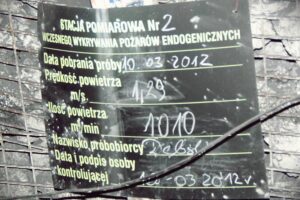 STACJA POMIAROWA Nr 2
WCZESNEGO WYKRYWANIA POŻARÓW ENDOGENICZNYCH
Data pobrania próby 10.03.2012
Prędkość powietrza
m/s 1,29
Ilość powietrza
m³/min 1010
Nazwisko próbobiorcy
Data i podpis osoby
kontrolującej 10-03-2012r